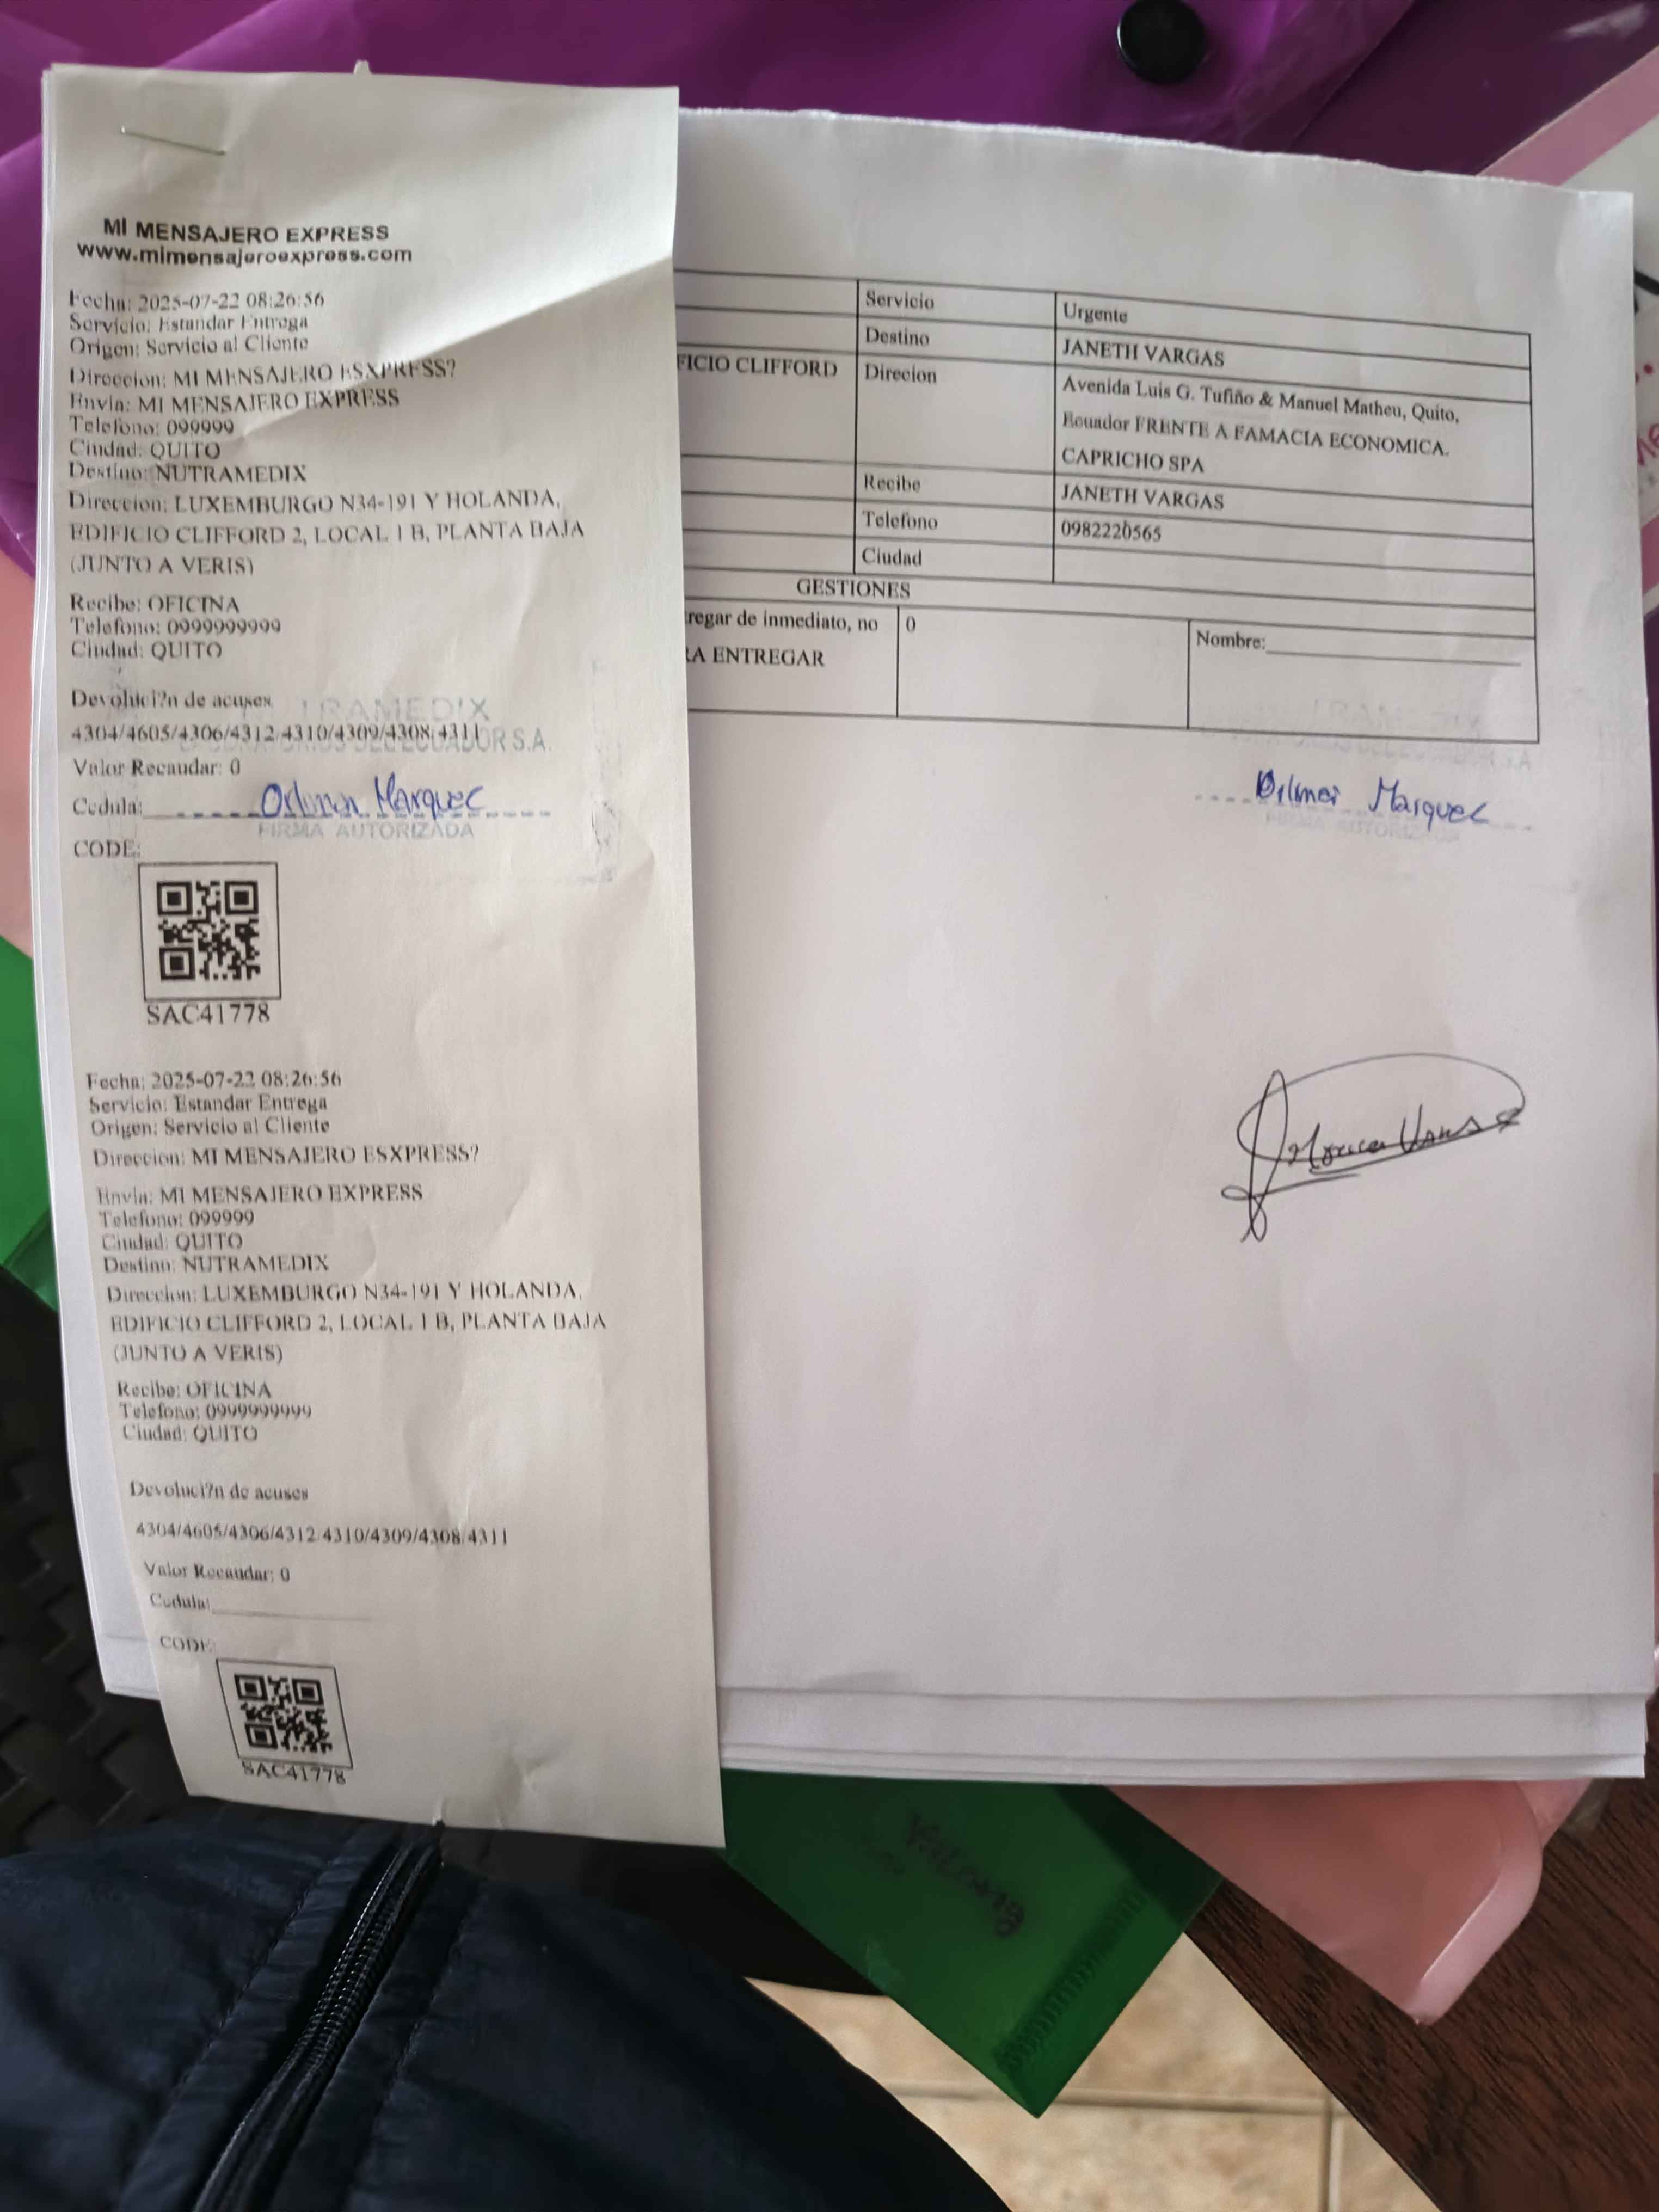 MI MENSAJERO EXPRESS
www.mimensajeroexpress.com
Fecha: 2025-07-22 08:26:56
Servicio: Estandar Entrega
Origen: Servicio al Cliente
Direccion: MI MENSAJERO ESXPRESS?
Envia: MI MENSAJERO EXPRESS
Telefono: 099999
Ciudad: QUITO
Destino: NUTRAMEDIX
Direccion: LUXEMBURGO N34-191 Y HOLANDA,
EDIFICIO CLIFFORD 2, LOCAL 1 B, PLANTA BAJA
(JUNTO A VERIS)
Recibe: OFICINA
Telefono: 0999999999
Ciudad: QUITO
Devoluci?n de acuses
4304/4605/4306/4312/4310/4309/4308/4311
Valor Recaudar: 0
Cedula:
FIRMA AUTORIZADA
CODE:
SAC41778
Fecha: 2025-07-22 08:26:56
Servicio: Estandar Entrega
Origen: Servicio al Cliente
Direccion: MI MENSAJERO ESXPRESS?
Envia: MI MENSAJERO EXPRESS
Telefono: 099999
Ciudad: QUITO
Destino: NUTRAMEDIX
Direccion: LUXEMBURGO N34-191 Y HOLANDA,
EDIFICIO CLIFFORD 2, LOCAL 1 B, PLANTA BAJA
(JUNTO A VERIS)
Recibe: OFICINA
Telefono: 0999999999
Ciudad: QUITO
Devoluci?n de acuses
4304/4605/4306/4312/4310/4309/4308/4311
Valor Recaudar: 0
Cedula:
CODE:
SAC41778
Servicio Urgente
Destino JANETH VARGAS
FICIO CLIFFORD Direcion Avenida Luis G. Tufiño & Manuel Matheu, Quito,
Ecuador FRENTE A FAMACIA ECONOMICA.
CAPRICHO SPA
Recibe JANETH VARGAS
Telefono 0982220565
Ciudad
GESTIONES
regar de inmediato, no 0 Nombre:
RA ENTREGAR
Marquez
FIRMA AUTORIZADA